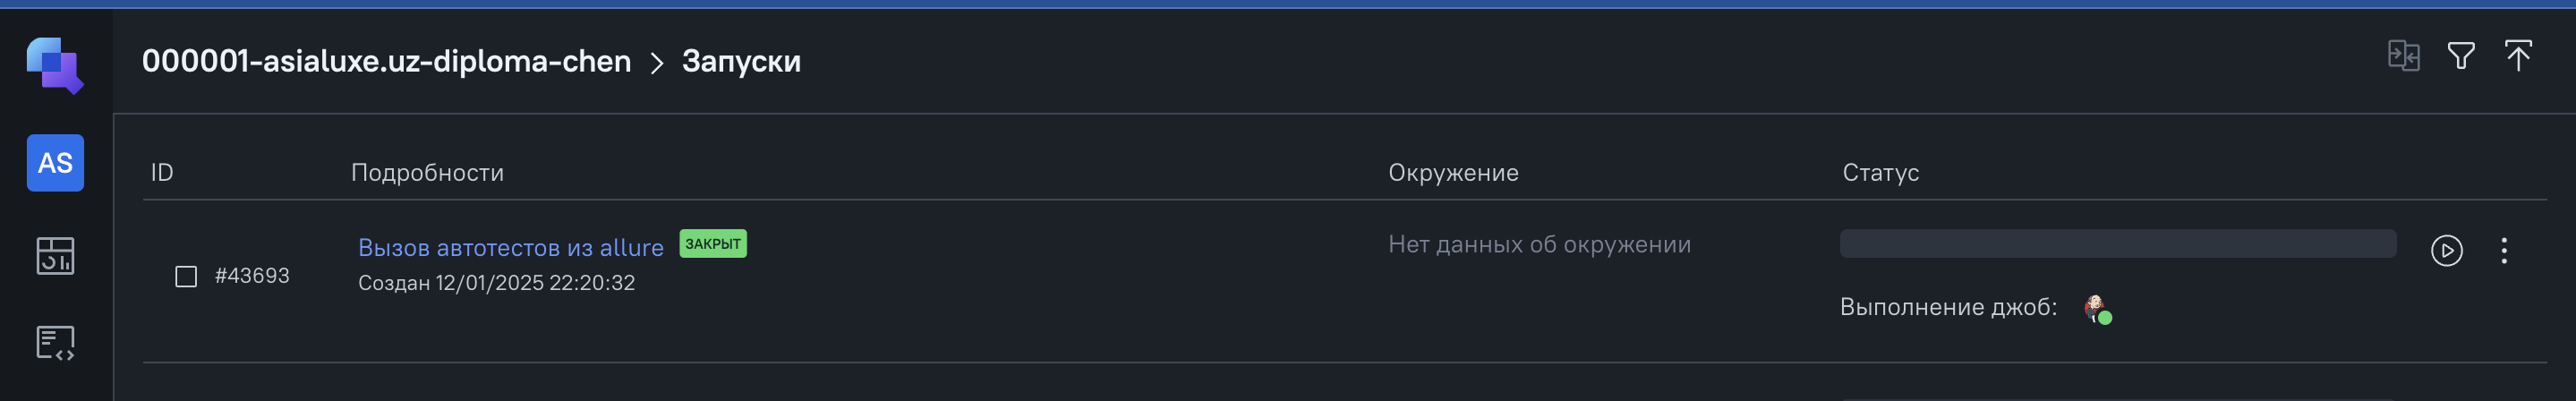 000001-asialuxe.uz-diploma-chen > Запуски
AS
ID Подробности Окружение Статус
#43693 Вызов автотестов из allure ЗАКРЫТ Нет данных об окружении
Создан 12/01/2025 22:20:32
Выполнение джоб: